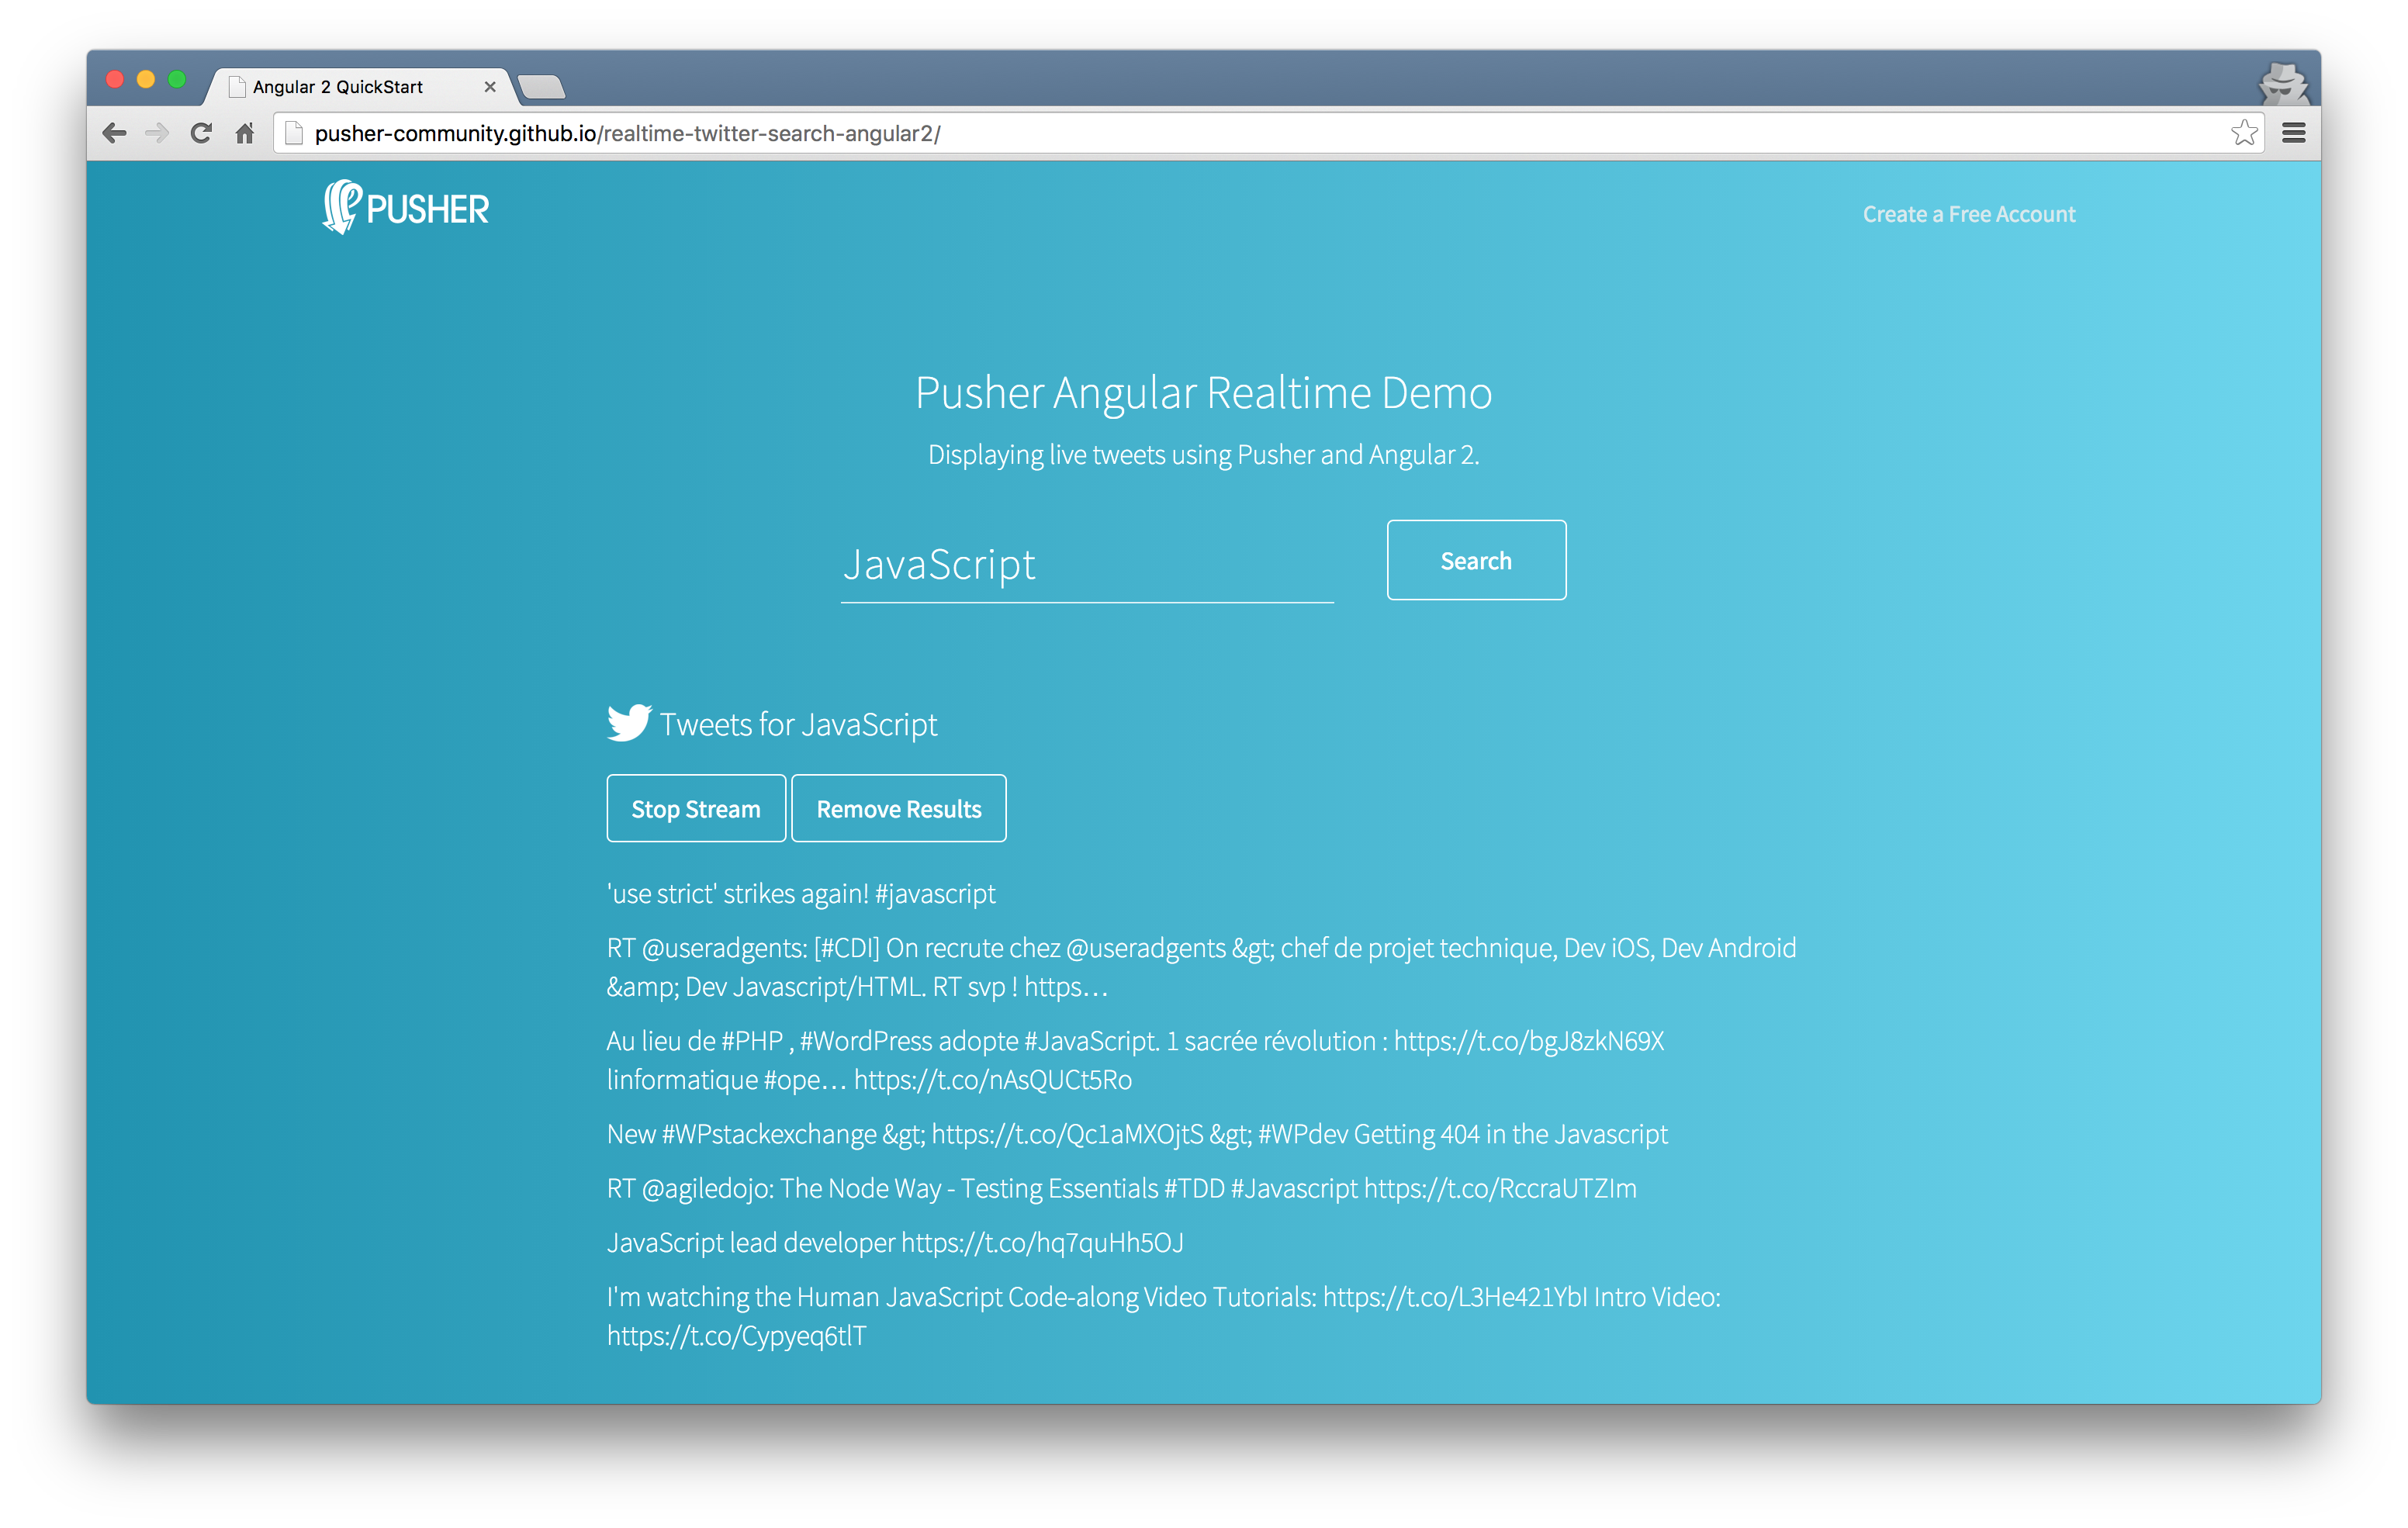 Angular 2 QuickStart
pusher-community.github.io/realtime-twitter-search-angular2/
PUSHER
Create a Free Account
Pusher Angular Realtime Demo
Displaying live tweets using Pusher and Angular 2.
JavaScript
Search
Tweets for JavaScript
Stop Stream
Remove Results
'use strict' strikes again! #javascript
RT @useradgents: [#CDI] On recrute chez @useradgents &gt; chef de projet technique, Dev iOS, Dev Android
&amp; Dev Javascript/HTML. RT svp ! https…
Au lieu de #PHP , #WordPress adopte #JavaScript. 1 sacrée révolution : https://t.co/bgJ8zkN69X
linformatique #ope… https://t.co/nAsQUCt5Ro
New #WPstackexchange &gt; https://t.co/Qc1aMXOjtS &gt; #WPdev Getting 404 in the Javascript
RT @agiledojo: The Node Way - Testing Essentials #TDD #Javascript https://t.co/RccraUTZIm
JavaScript lead developer https://t.co/hq7quHh5OJ
I'm watching the Human JavaScript Code-along Video Tutorials: https://t.co/L3He421YbI Intro Video:
https://t.co/Cypyeq6tlT